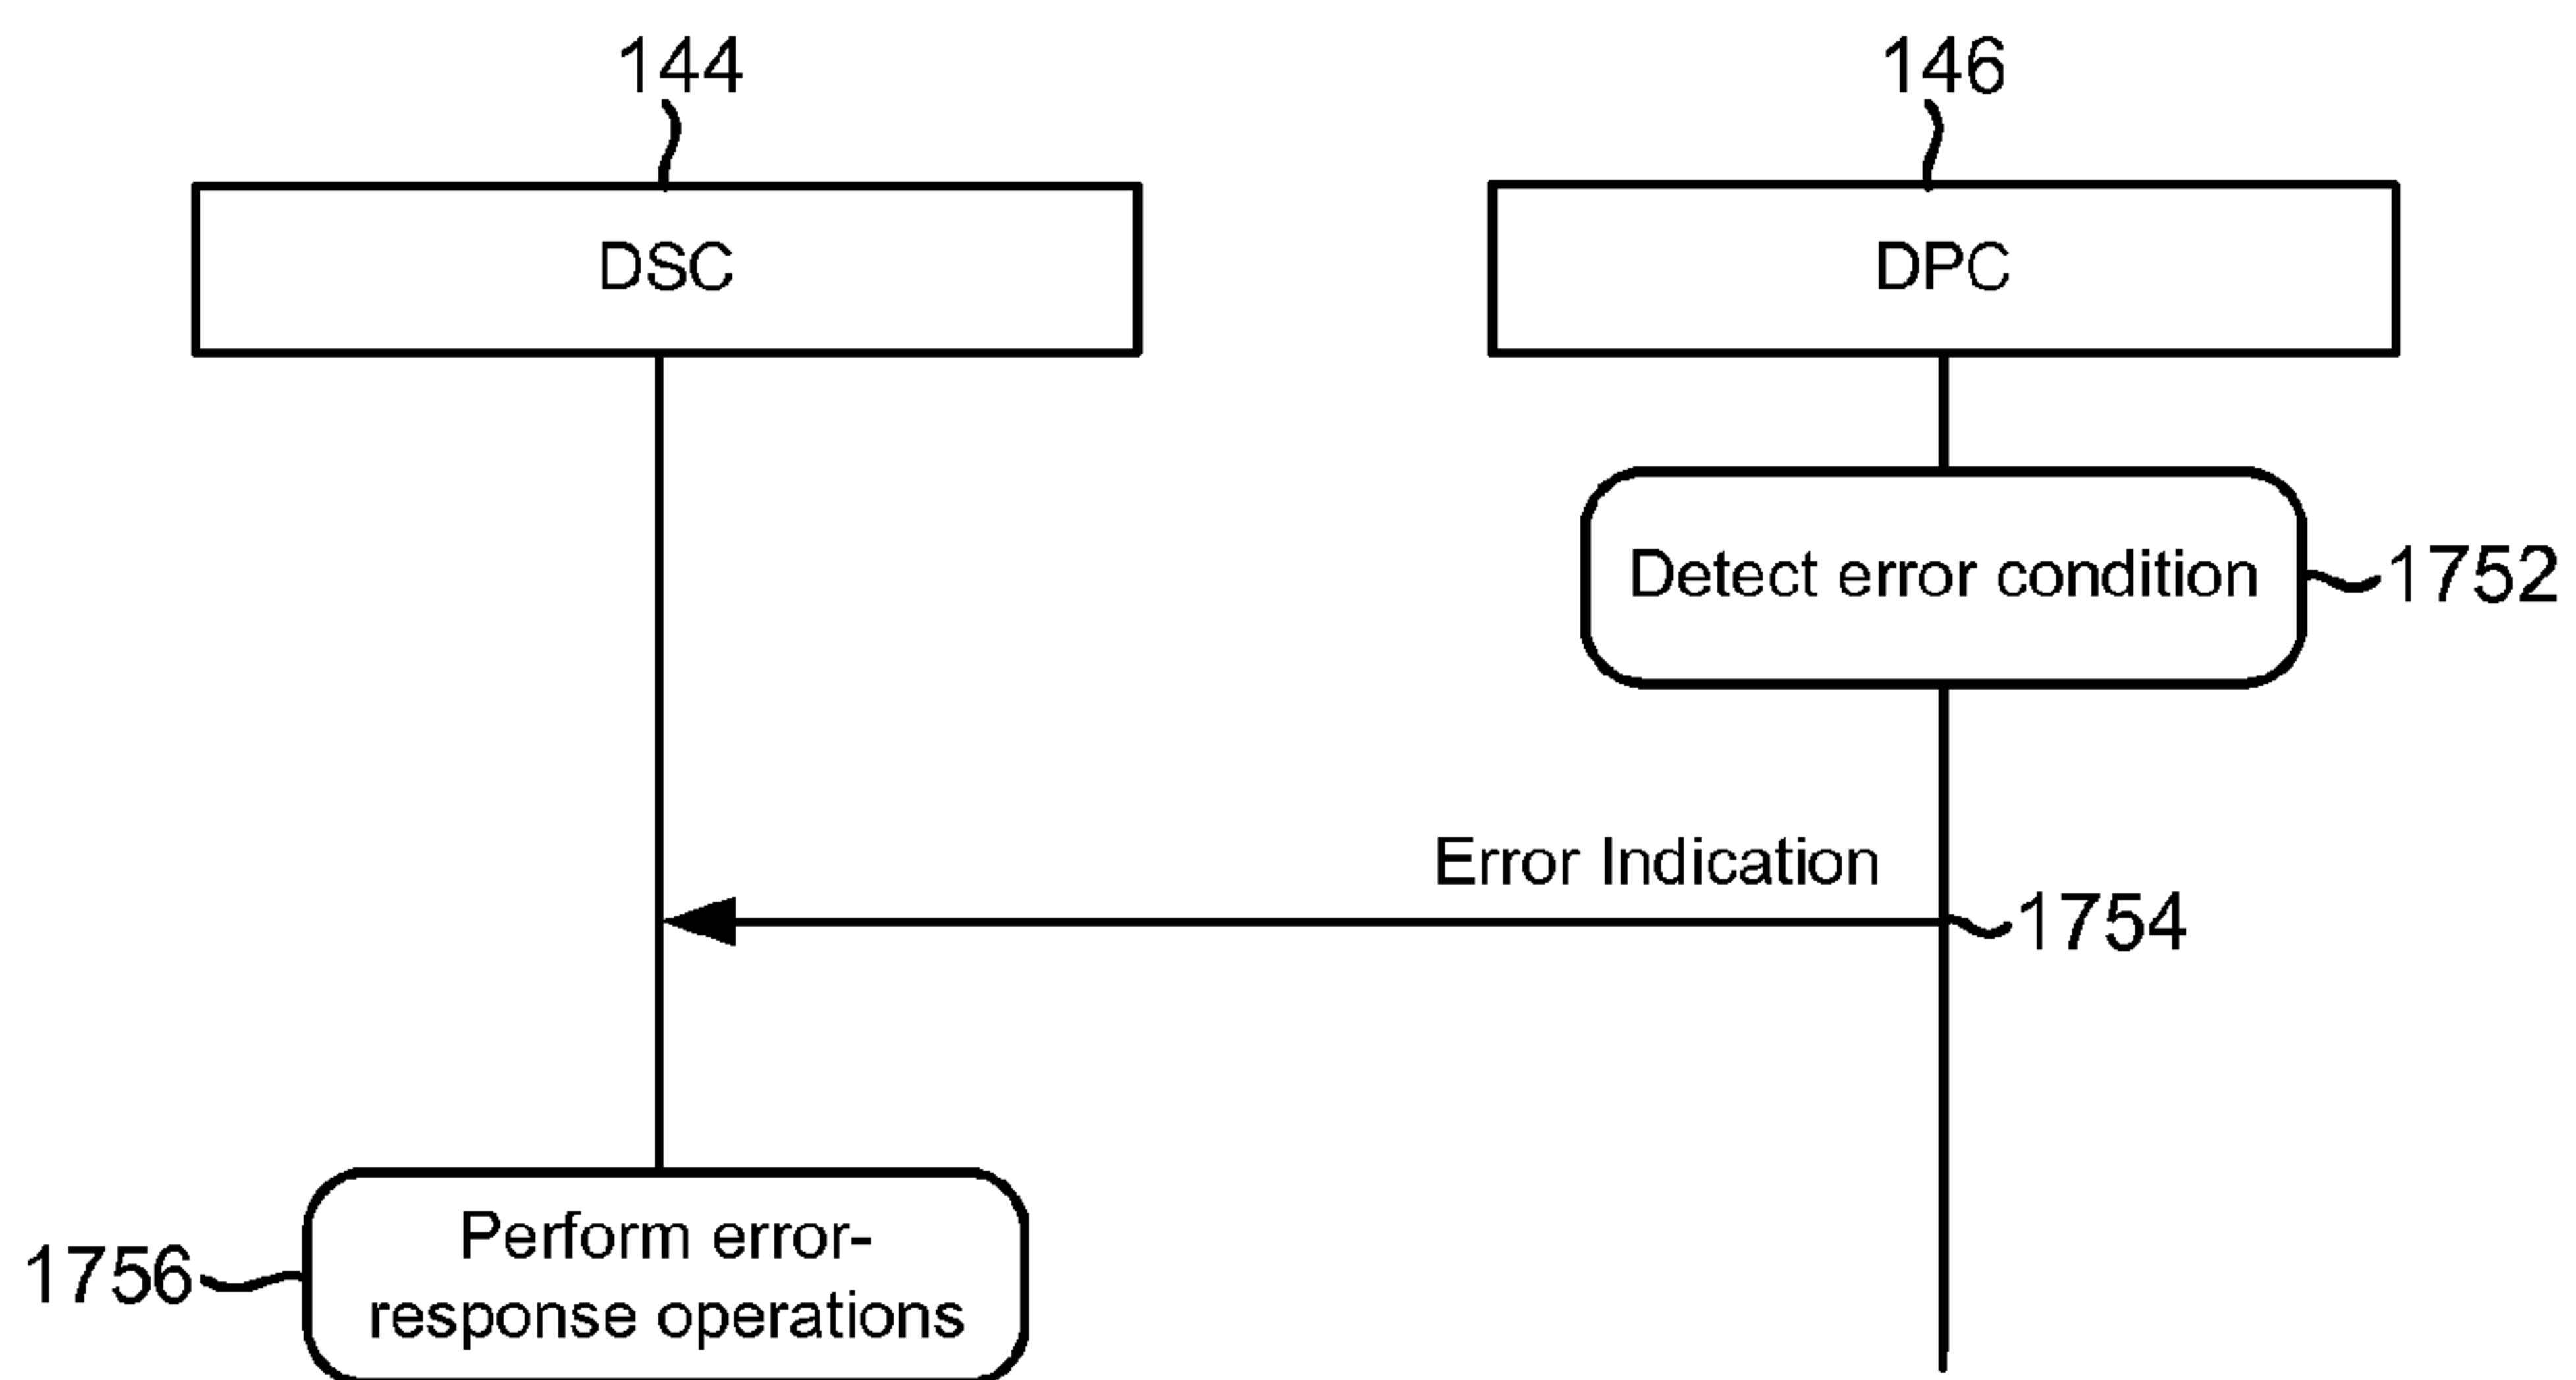 144
146
DSC
DPC
Detect error condition
1752
Error Indication
1754
Perform error-
1756
response operations